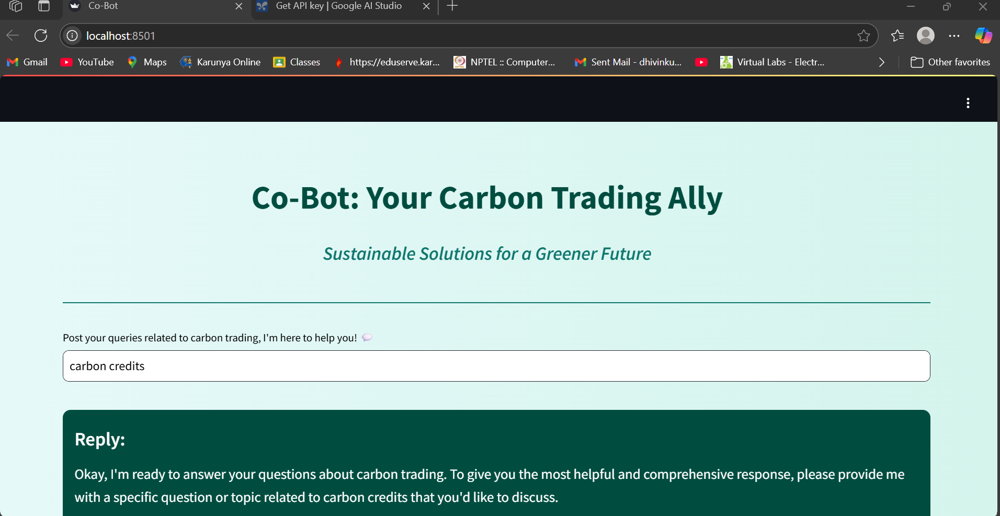 Co-Bot
Get API key | Google AI Studio
localhost:8501
Gmail YouTube Maps Karunya Online Classes https://eduserve.kar... NPTEL :: Computer... Sent Mail - dhivinku... Virtual Labs - Electr... Other favorites
Co-Bot: Your Carbon Trading Ally
Sustainable Solutions for a Greener Future
Post your queries related to carbon trading, I'm here to help you! 💬
carbon credits
Reply:
Okay, I'm ready to answer your questions about carbon trading. To give you the most helpful and comprehensive response, please provide me
with a specific question or topic related to carbon credits that you'd like to discuss.